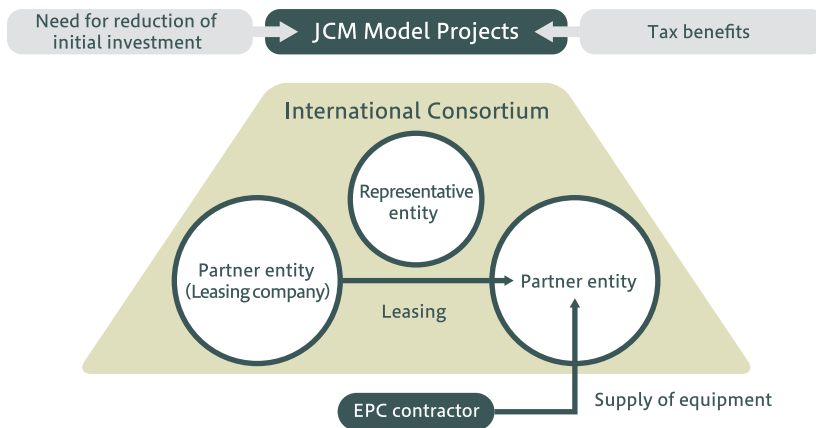 Need for reduction of
initial investment
JCM Model Projects
Tax benefits
International Consortium
Representative
entity
Partner entity
(Leasing company)
Leasing
Partner entity
EPC contractor
Supply of equipment